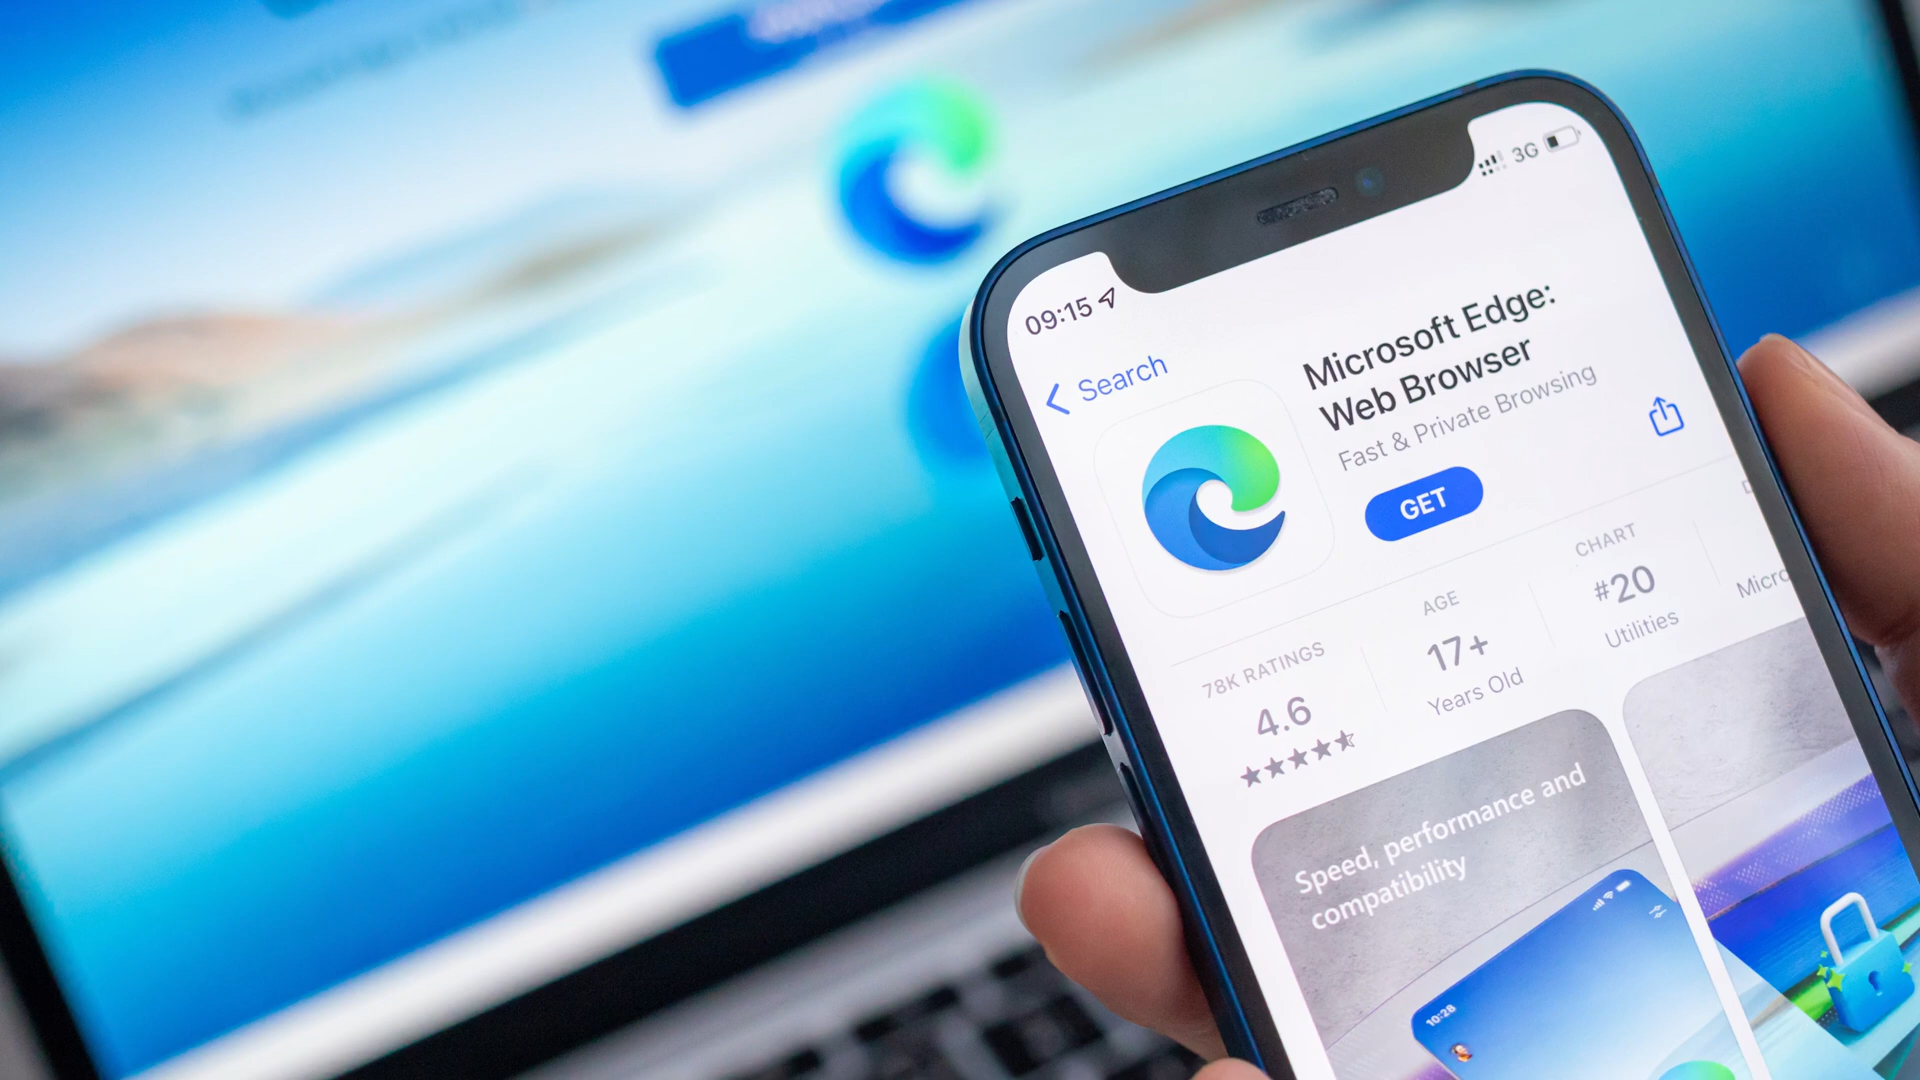 09:15
3G
Search
Microsoft Edge:
Web Browser
Fast & Private Browsing
GET
78K RATINGS
4.6
AGE
17+
Years Old
CHART
#20
Utilities
Speed, performance and
compatibility
10:28